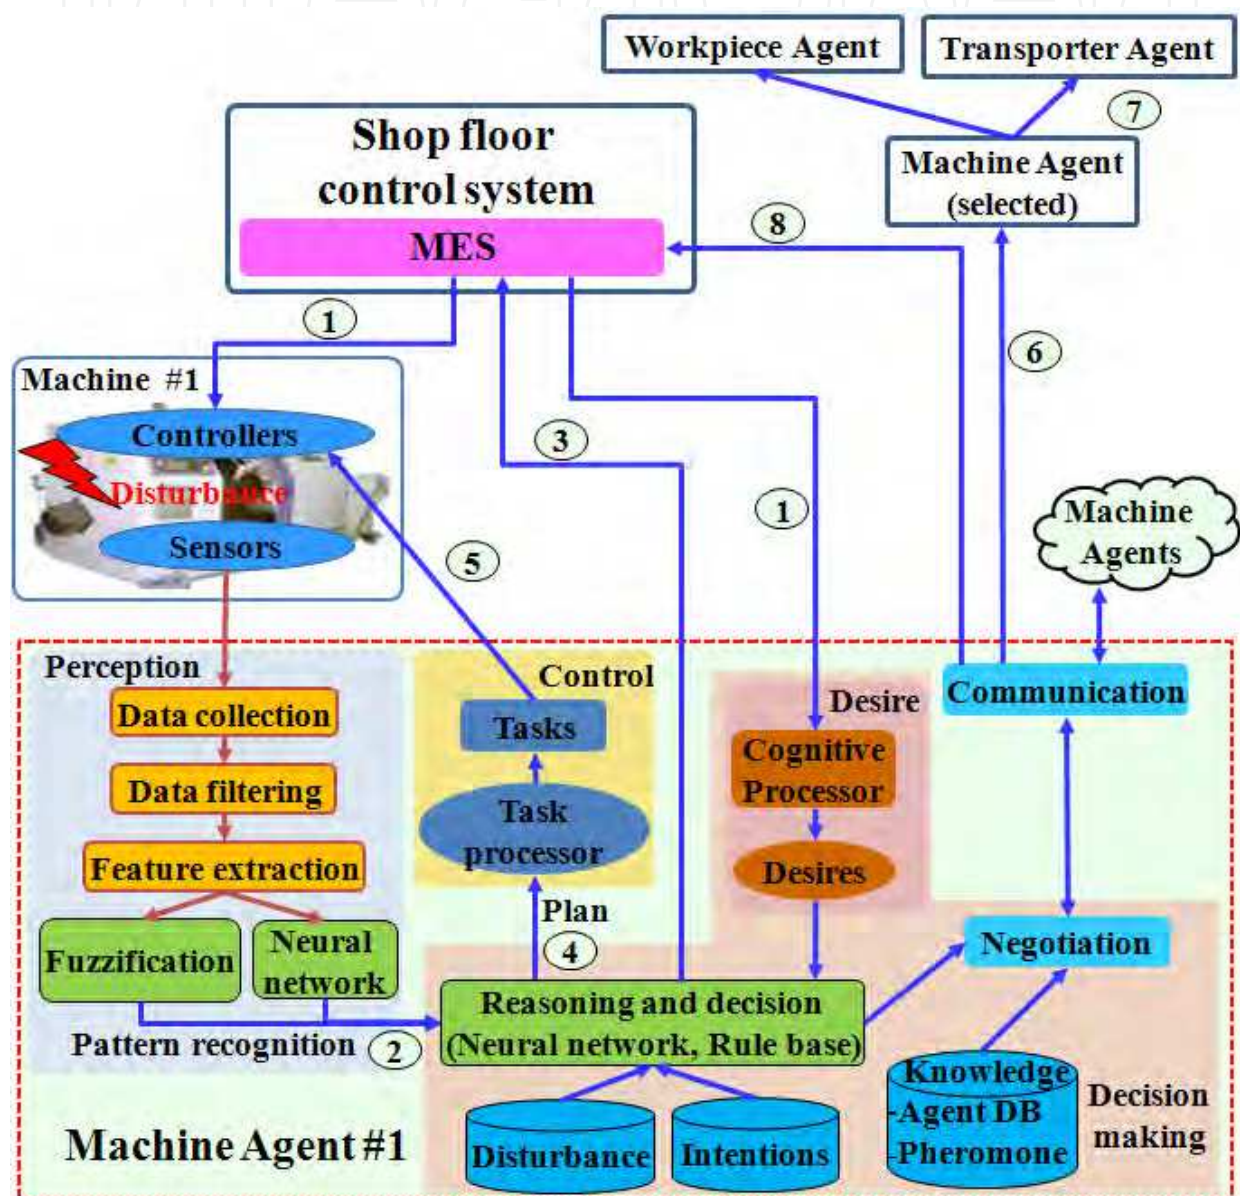 Workpiece Agent
Transporter Agent
7
Shop floor
control system
MES
Machine Agent
(selected)
8
1
6
Machine #1
Controllers
Disturbance
Sensors
3
1
5
Machine
Agents
Perception
Data collection
Data filtering
Feature extraction
Fuzzification
Neural
network
Pattern recognition
2
Control
Tasks
Task
processor
Plan
4
Desire
Cognitive
Processor
Desires
Communication
Negotiation
Reasoning and decision
(Neural network, Rule base)
Disturbance
Intentions
Knowledge
-Agent DB
-Pheromone
Decision
making
Machine Agent #1